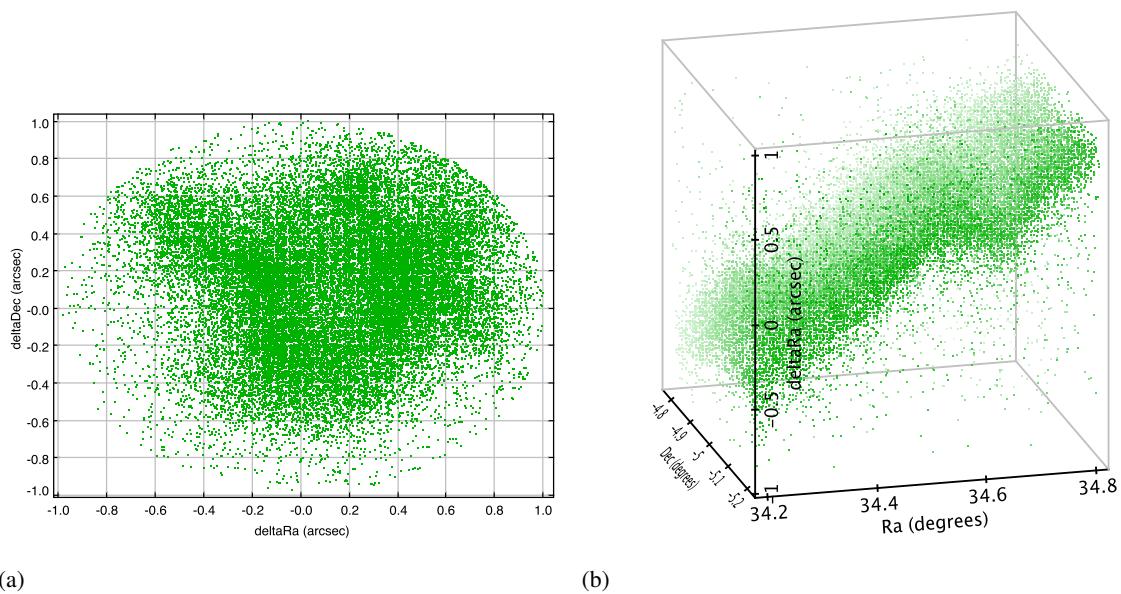 1.0
0.8
0.6
0.4
0.2
-0.0
-0.2
-0.4
-0.6
-0.8
-1.0
deltaDec (arcsec)
-1.0 -0.8 -0.6 -0.4 -0.2 -0.0 0.2 0.4 0.6 0.8 1.0
deltaRa (arcsec)
(a)
1
0.5
0
-0.5
-1
deltaRa (arcsec)
-4.8
-4.9
-5
-5.1
-5.2
Dec (degrees)
34.2 34.4 34.6 34.8
Ra (degrees)
(b)